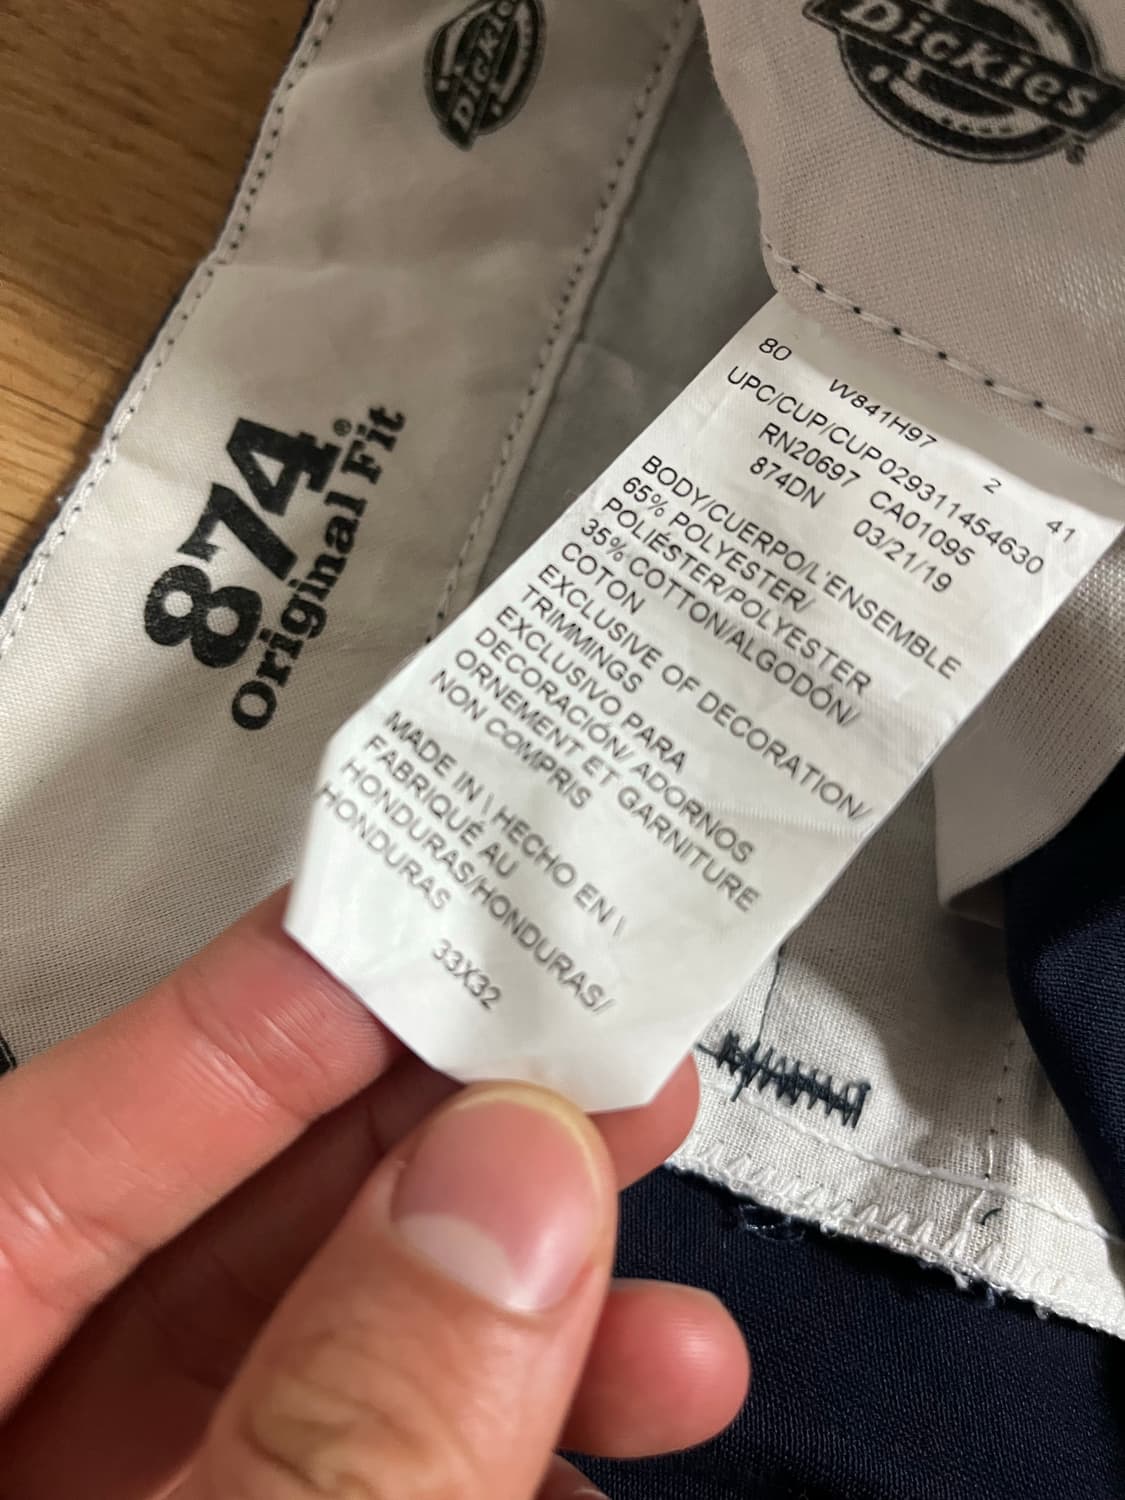 Dickies
Dickies
874®
Original Fit
80 W841H97 2 41
UPC/CUP/CUP 029311454630
RN20697 CA01095
874DN 03/21/19
BODY/CUERPO/L'ENSEMBLE
65% POLYESTER/
POLIÉSTER/POLYESTER
35% COTTON/ALGODÓN/
COTON
EXCLUSIVE OF DECORATION/
TRIMMINGS
EXCLUSIVO PARA
DECORACIÓN/ ADORNOS
ORNEMENT ET GARNITURE
NON COMPRIS
MADE IN \ HECHO EN \
FABRIQUÉ AU
HONDURAS/HONDURAS/
HONDURAS
33X32